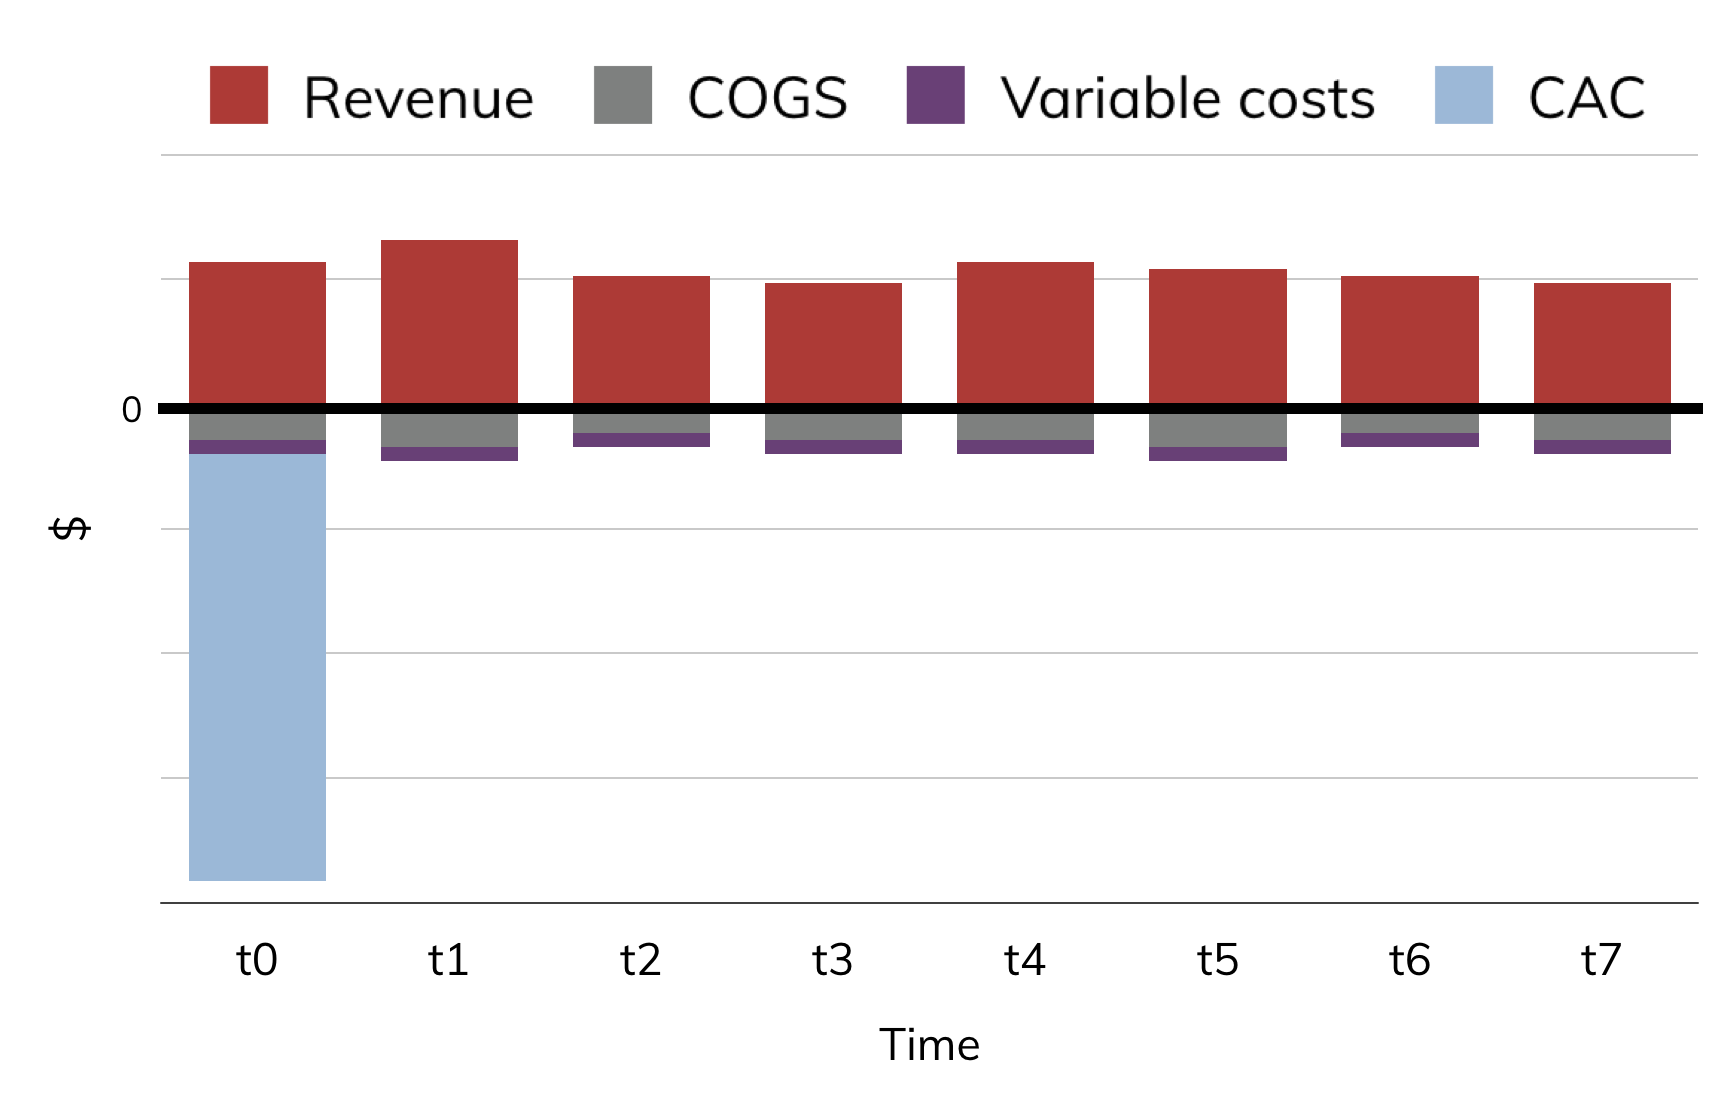 Revenue COGS Variable costs CAC
0
$
t0 t1 t2 t3 t4 t5 t6 t7
Time